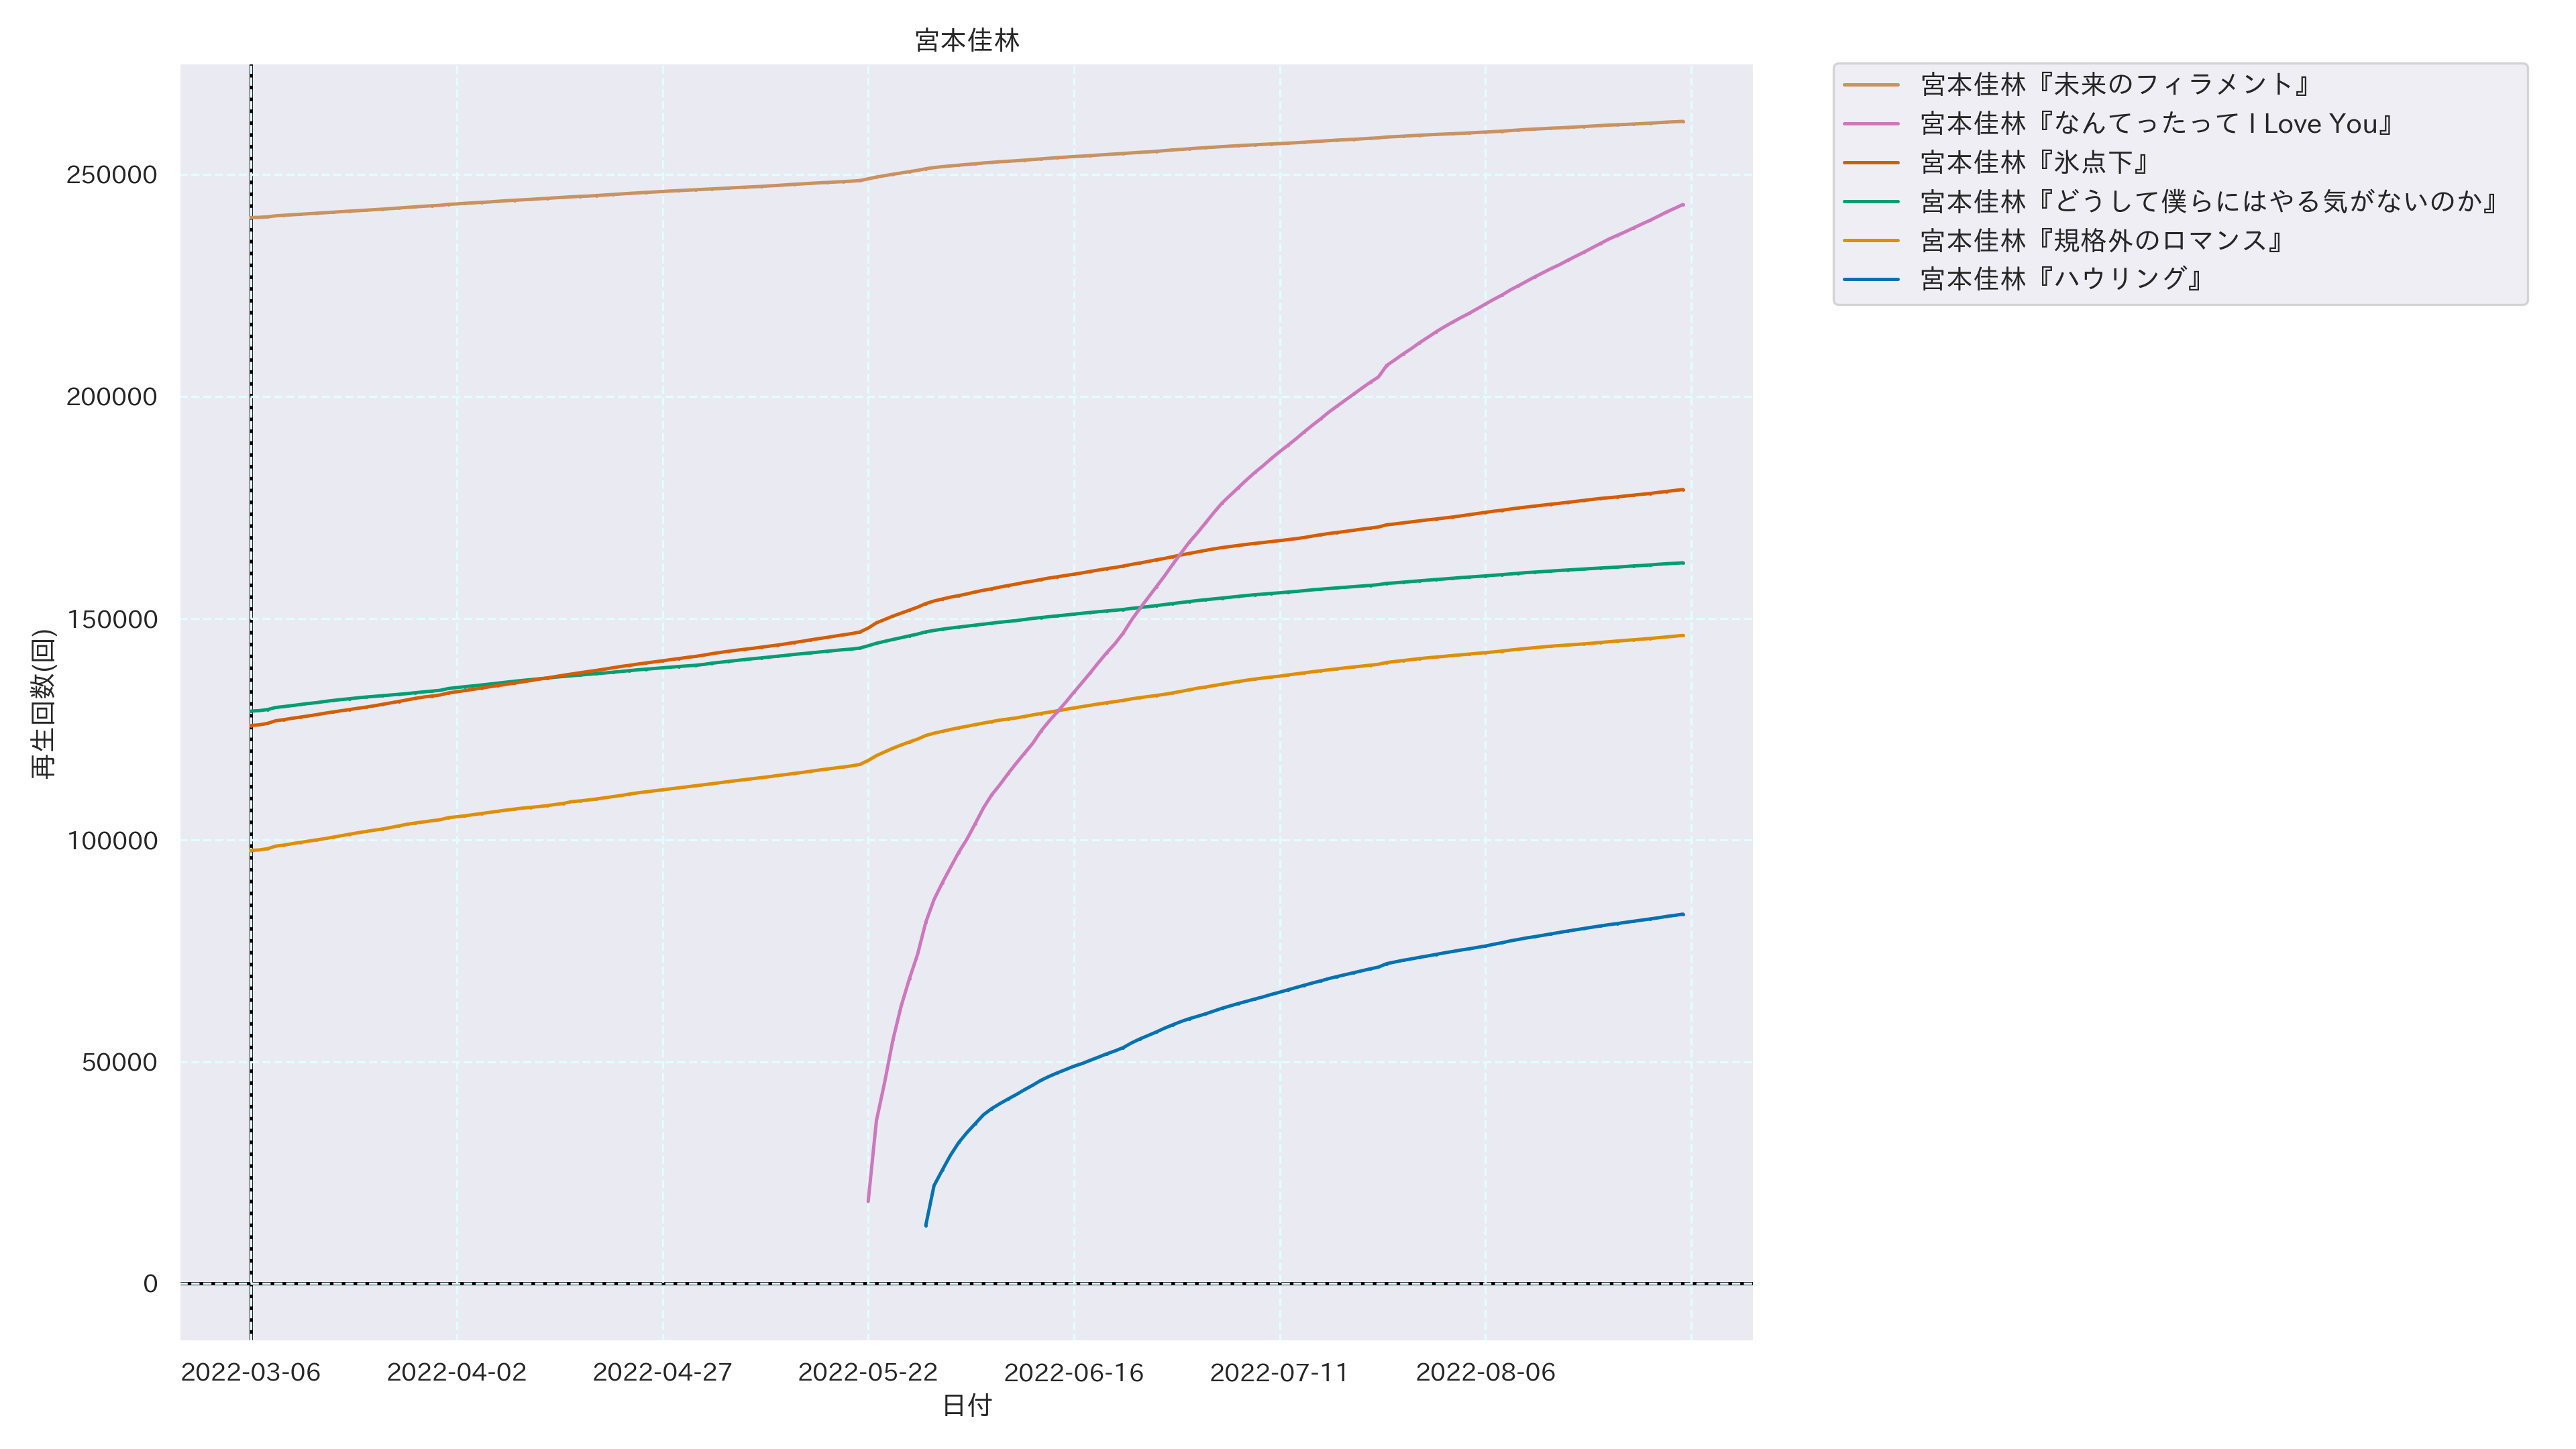 宮本佳林
宮本佳林『未来のフィラメント』
宮本佳林『なんてったって I Love You』
宮本佳林『氷点下』
宮本佳林『どうして僕らにはやる気がないのか』
宮本佳林『規格外のロマンス』
宮本佳林『ハウリング』
再生回数(回)
250000
200000
150000
100000
50000
0
2022-03-06 2022-04-02 2022-04-27 2022-05-22 2022-06-16 2022-07-11 2022-08-06
日付